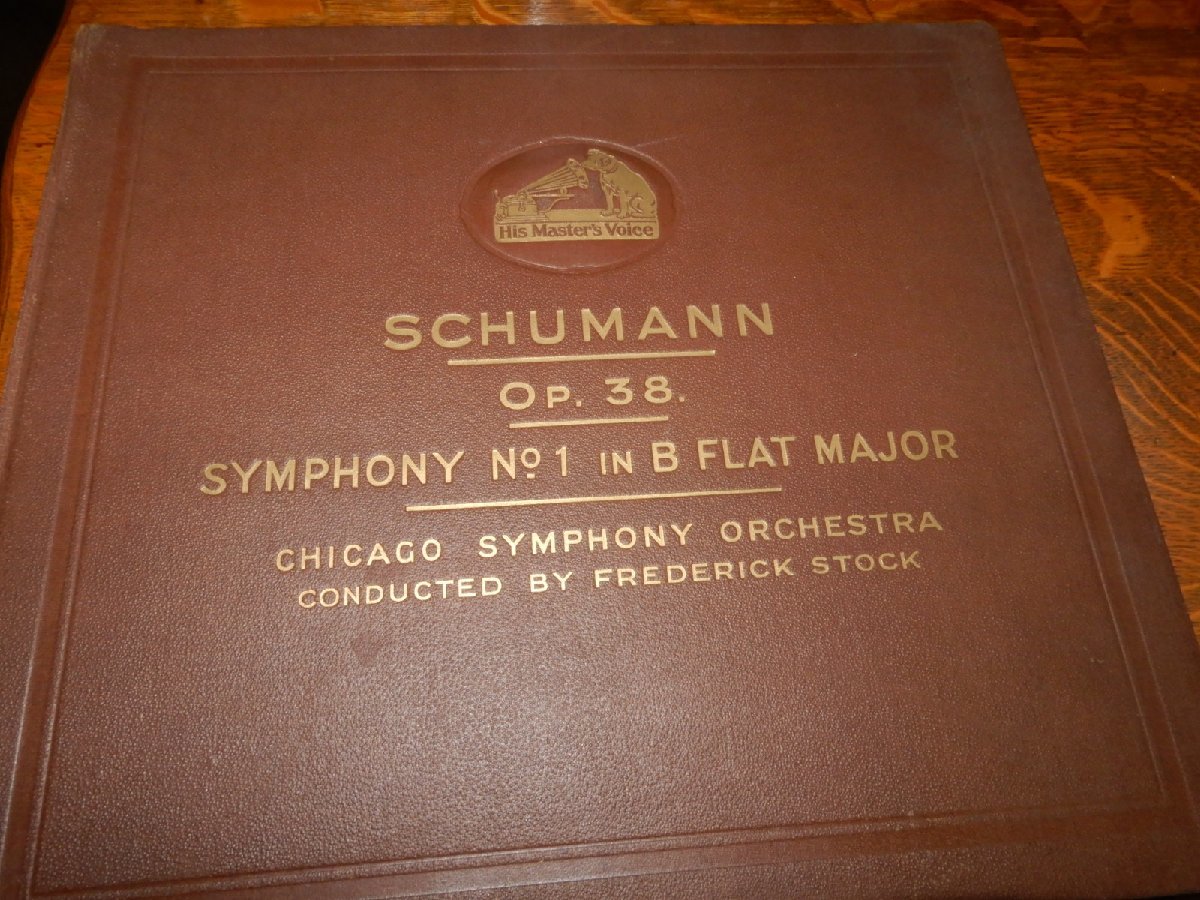 His Master's Voice
SCHUMANN
OP. 38.
SYMPHONY Nº 1 IN B FLAT MAJOR
CHICAGO SYMPHONY ORCHESTRA
CONDUCTED BY FREDERICK STOCK